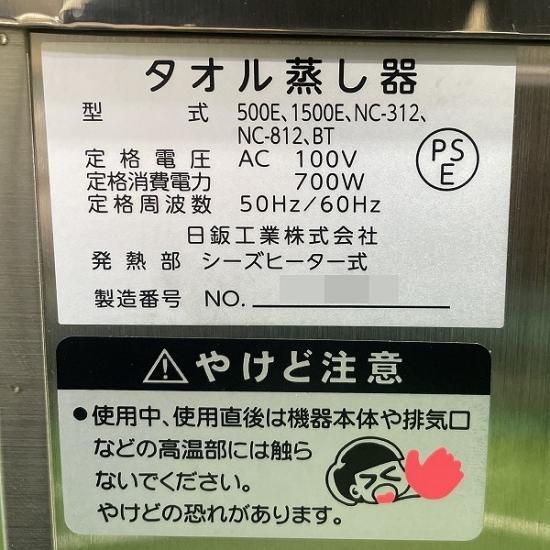 タオル蒸し器
型 式 500E、1500E、NC-312、
NC-812、BT
定格電圧 AC 100V
定格消費電力 700W
定格周波数 50Hz/60Hz
PS
E
日鈑工業株式会社
発熱部 シーズヒーター式
製造番号 NO.
⚠やけど注意
●使用中、使用直後は機器本体や排気口
などの高温部には触ら
ないでください。
やけどの恐れがあります。